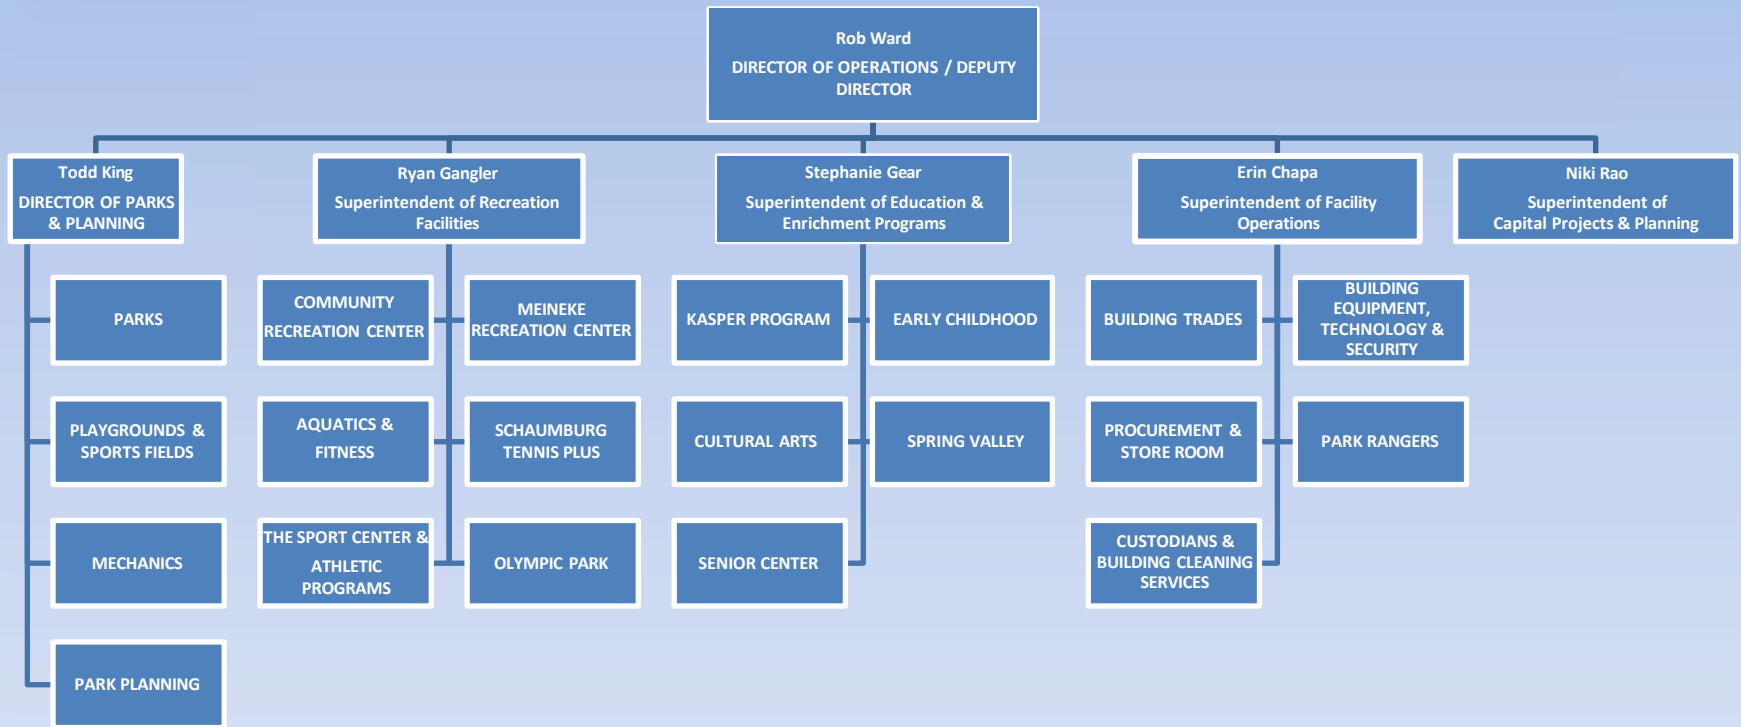 Rob Ward
DIRECTOR OF OPERATIONS / DEPUTY
DIRECTOR
Todd King
DIRECTOR OF PARKS
& PLANNING
Ryan Gangler
Superintendent of Recreation
Facilities
Stephanie Gear
Superintendent of Education &
Enrichment Programs
Erin Chapa
Superintendent of Facility
Operations
Niki Rao
Superintendent of
Capital Projects & Planning
PARKS
PLAYGROUNDS &
SPORTS FIELDS
MECHANICS
PARK PLANNING
COMMUNITY
RECREATION CENTER
MEINEKE
RECREATION CENTER
AQUATICS &
FITNESS
SCHAUMBURG
TENNIS PLUS
THE SPORT CENTER &
ATHLETIC
PROGRAMS
OLYMPIC PARK
KASPER PROGRAM
EARLY CHILDHOOD
CULTURAL ARTS
SPRING VALLEY
SENIOR CENTER
BUILDING TRADES
BUILDING
EQUIPMENT,
TECHNOLOGY &
SECURITY
PROCUREMENT &
STORE ROOM
PARK RANGERS
CUSTODIANS &
BUILDING CLEANING
SERVICES